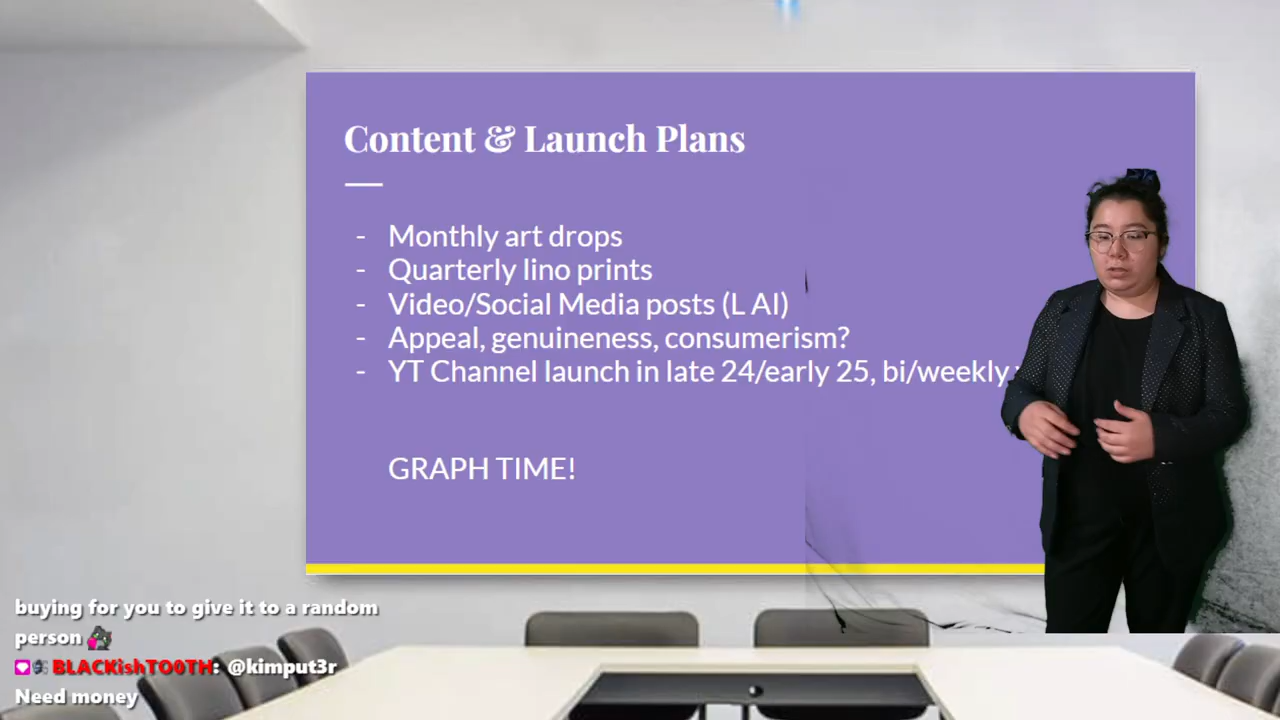 Content & Launch Plans
- Monthly art drops
- Quarterly lino prints
- Video/Social Media posts (L AI)
- Appeal, genuineness, consumerism?
- YT Channel launch in late 24/early 25, bi/weekly
GRAPH TIME!
buying for you to give it to a random
person
BLACKishTO0TH: @kimput3r
Need money